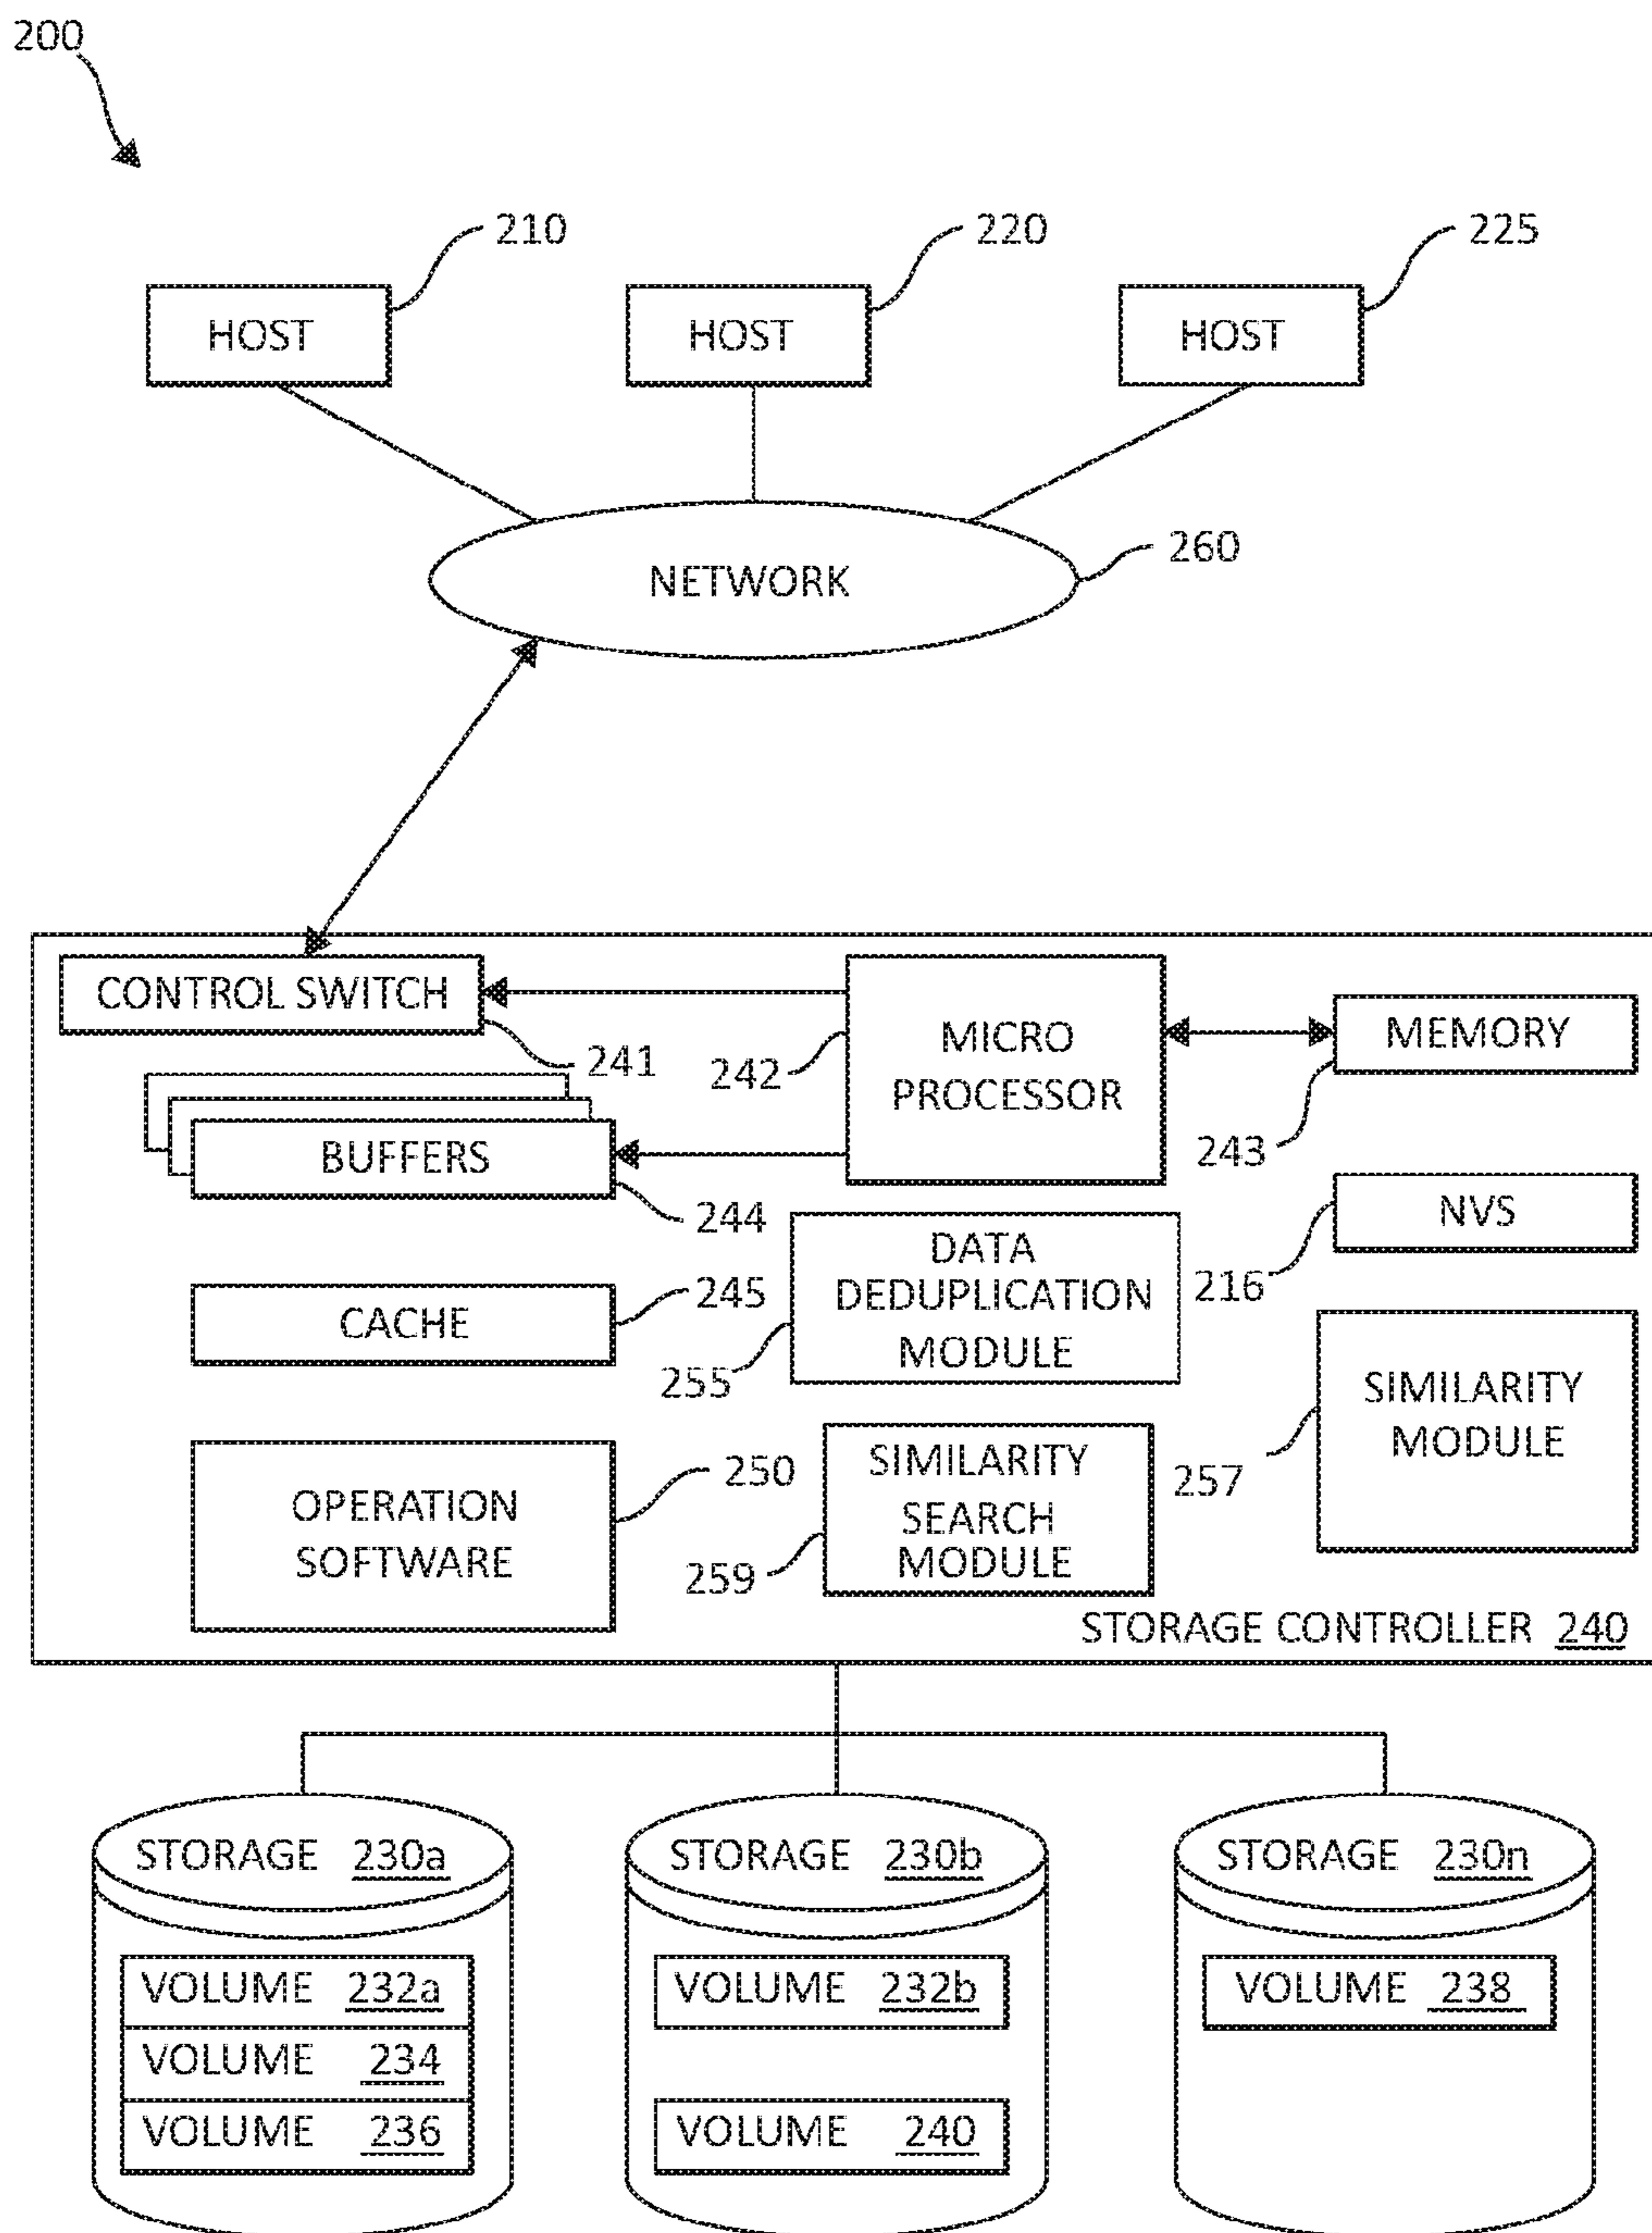 200
210
220
225
HOST
HOST
HOST
260
NETWORK
CONTROL SWITCH
241
242
MICRO
PROCESSOR
MEMORY
243
BUFFERS
244
NVS
216
DATA
DEDUPLICATION
MODULE
255
CACHE
245
SIMILARITY
MODULE
257
OPERATION
SOFTWARE
250
SIMILARITY
SEARCH
MODULE
259
STORAGE CONTROLLER 240
STORAGE 230a
STORAGE 230b
STORAGE 230n
VOLUME 232a
VOLUME 232b
VOLUME 238
VOLUME 234
VOLUME 236
VOLUME 240